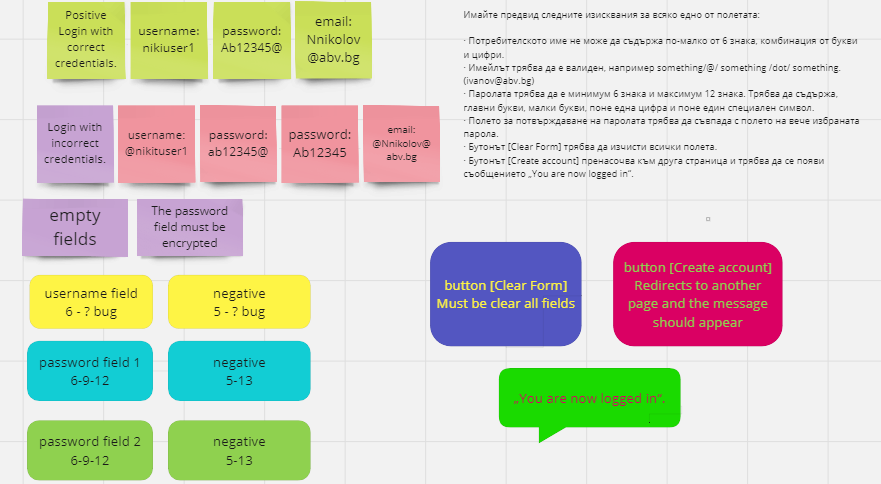 Positive
Login with
correct
credentials.
username:
nikiuser1
password:
Ab12345@
email:
Nnikolov
@abv.bg
Имайте предвид следните изисквания за всяко едно от полетата:
· Потребителското име не може да съдържа по-малко от 6 знака, комбинация от букви
и цифри.
· Имейлът трябва да е валиден, например something/@/ something /dot/ something.
(ivanov@abv.bg)
· Паролата трябва да е минимум 6 знака и максимум 12 знака. Трябва да съдържа,
главни букви, малки букви, поне една цифра и поне един специален символ.
· Полето за потвърждаване на паролата трябва да съвпада с полето на вече избраната
парола.
· Бутонът [Clear Form] трябва да изчисти всички полета.
· Бутонът [Create account] пренасочва към друга страница и трябва да се появи
съобщението „You are now logged in“.
Login with
incorrect
credentials.
username:
@nikituser1
password:
ab12345@
password:
Ab12345
email:
@Nnikolov@
abv.bg
empty
fields
The password
field must be
encrypted
username field
6 - ? bug
negative
5 - ? bug
password field 1
6-9-12
negative
5-13
password field 2
6-9-12
negative
5-13
button [Clear Form]
Must be clear all fields
button [Create account]
Redirects to another
page and the message
should appear
„You are now logged in“.